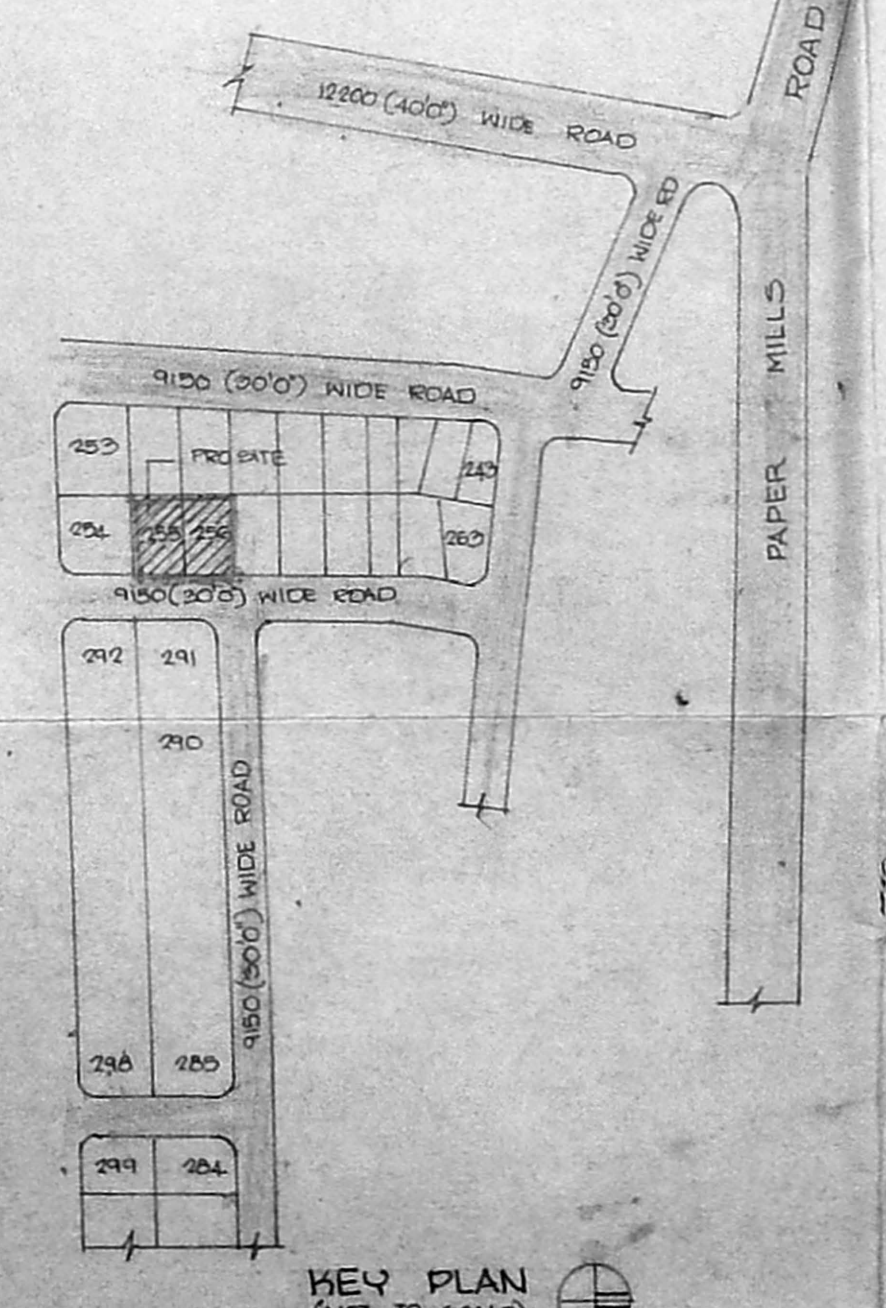 ROAD
12200 (40'0") WIDE ROAD
9150 (30'0") WIDE RD
PAPER MILLS
9150 (30'0") WIDE ROAD
253
PRO SITE
243
254
255
256
263
9150 (30'0") WIDE ROAD
292
291
290
9150 (30'0") WIDE ROAD
298
285
299
284
KEY PLAN